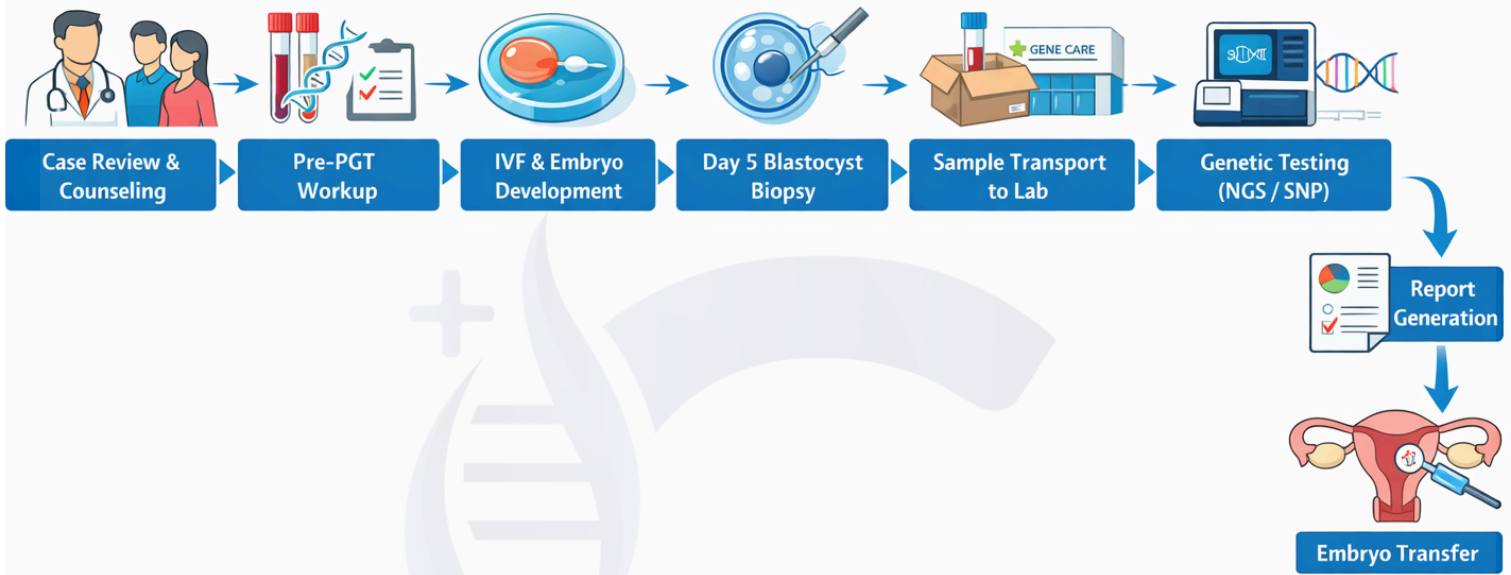 GENE CARE
Case Review &
Counseling
Pre-PGT
Workup
IVF & Embryo
Development
Day 5 Blastocyst
Biopsy
Sample Transport
to Lab
Genetic Testing
(NGS / SNP)
Report
Generation
Embryo Transfer